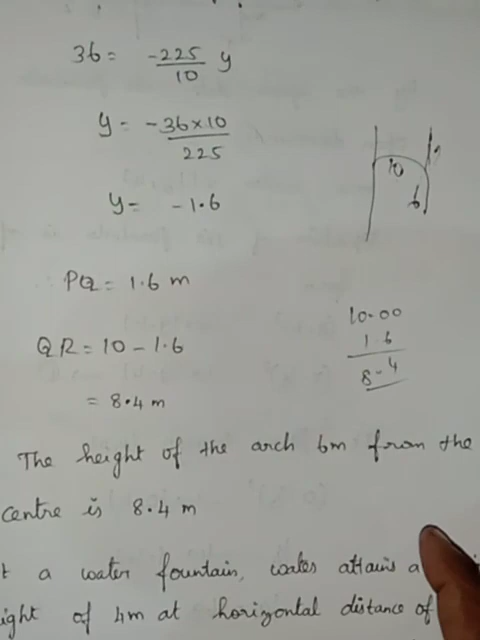 36 = -225/10 y
y = -36×10/225
y = -1.6
10
6
PQ = 1.6 m
10.00
1.6
8.4
QR = 10 - 1.6
= 8.4 m
The height of the arch 6m from the
centre is 8.4 m
a water fountain, water attains a
of 4m at horizontal distance of